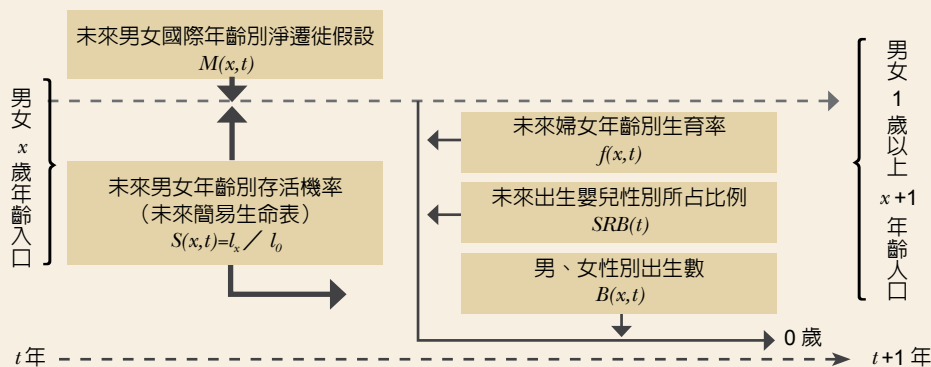 未來男女國際年齡別淨遷徙假設
M(x,t)
男女 x 歲年齡入口
未來男女年齡別存活機率
（未來簡易生命表）
S(x,t)=lx／l0
未來婦女年齡別生育率
f(x,t)
未來出生嬰兒性別所占比例
SRB(t)
男、女性別出生數
B(x,t)
0 歲
男女 1 歲以上 x+1 年齡人口
t 年
t+1 年